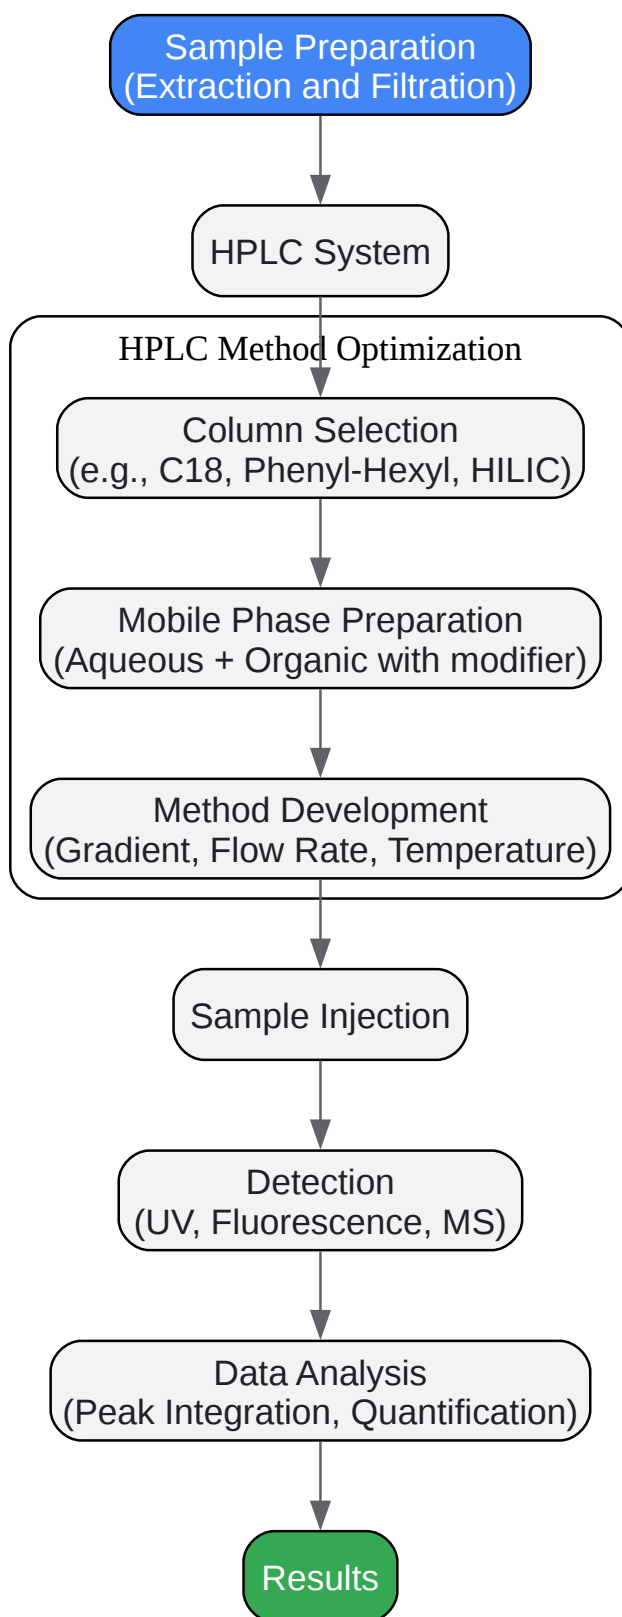 Sample Preparation
(Extraction and Filtration)
HPLC System
HPLC Method Optimization
Column Selection
(e.g., C18, Phenyl-Hexyl, HILIC)
Mobile Phase Preparation
(Aqueous + Organic with modifier)
Method Development
(Gradient, Flow Rate, Temperature)
Sample Injection
Detection
(UV, Fluorescence, MS)
Data Analysis
(Peak Integration, Quantification)
Results